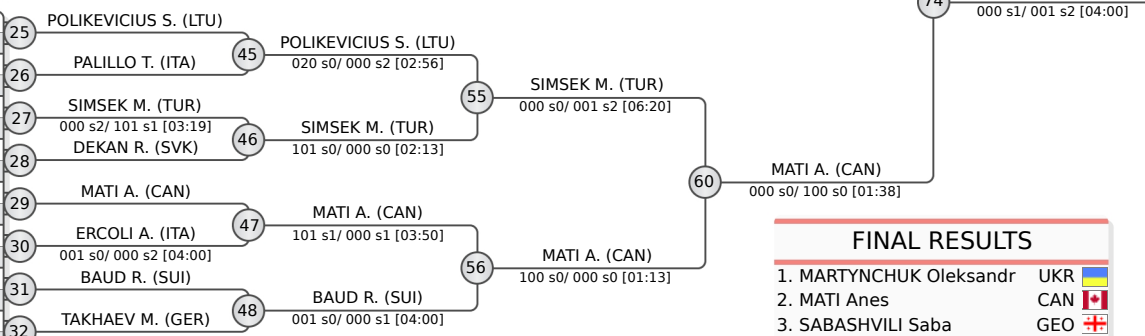 74
000 s1/ 001 s2 [04:00]
25
POLIKEVICIUS S. (LTU)
45
POLIKEVICIUS S. (LTU)
020 s0/ 000 s2 [02:56]
26
PALILLO T. (ITA)
55
SIMSEK M. (TUR)
000 s0/ 001 s2 [06:20]
27
SIMSEK M. (TUR)
000 s2/ 101 s1 [03:19]
46
SIMSEK M. (TUR)
101 s0/ 000 s0 [02:13]
28
DEKAN R. (SVK)
60
MATI A. (CAN)
000 s0/ 100 s0 [01:38]
29
MATI A. (CAN)
47
MATI A. (CAN)
101 s1/ 000 s1 [03:50]
30
ERCOLI A. (ITA)
001 s0/ 000 s2 [04:00]
56
MATI A. (CAN)
100 s0/ 000 s0 [01:13]
31
BAUD R. (SUI)
48
BAUD R. (SUI)
001 s0/ 000 s1 [04:00]
32
TAKHAEV M. (GER)
FINAL RESULTS
1. MARTYNCHUK Oleksandr UKR
2. MATI Anes CAN
3. SABASHVILI Saba GEO